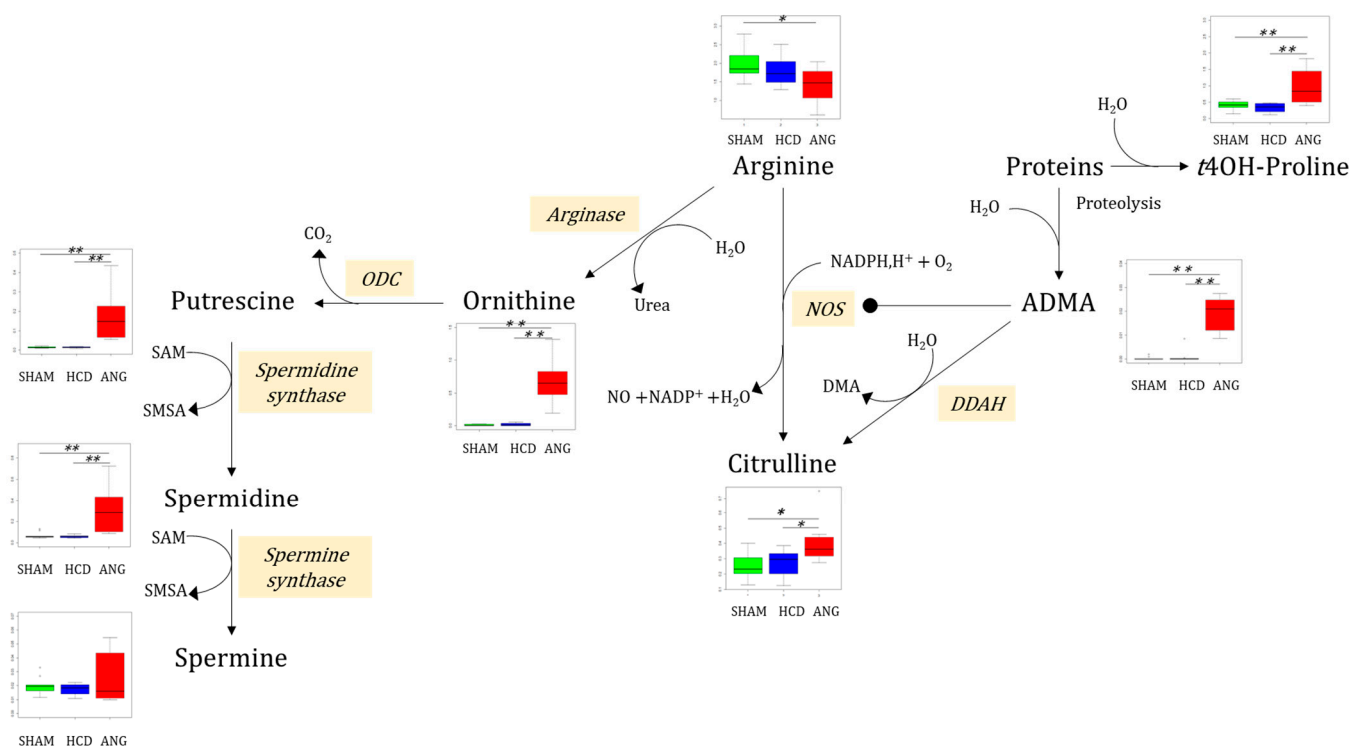 *
SHAM HCD ANG
Arginine
**
**
SHAM HCD ANG
H₂O
Proteins
t4OH-Proline
Proteolysis
H₂O
Arginase
H₂O
Urea
CO₂
ODC
Putrescine
Ornithine
NADPH,H⁺ + O₂
NOS
ADMA
**
**
SHAM HCD ANG
**
**
SHAM HCD ANG
**
**
SHAM HCD ANG
SAM
SMSA
Spermidine
synthase
NO +NADP⁺ +H₂O
H₂O
DMA
DDAH
Citrulline
*
*
SHAM HCD ANG
**
**
SHAM HCD ANG
Spermidine
SAM
SMSA
Spermine
synthase
Spermine
SHAM HCD ANG